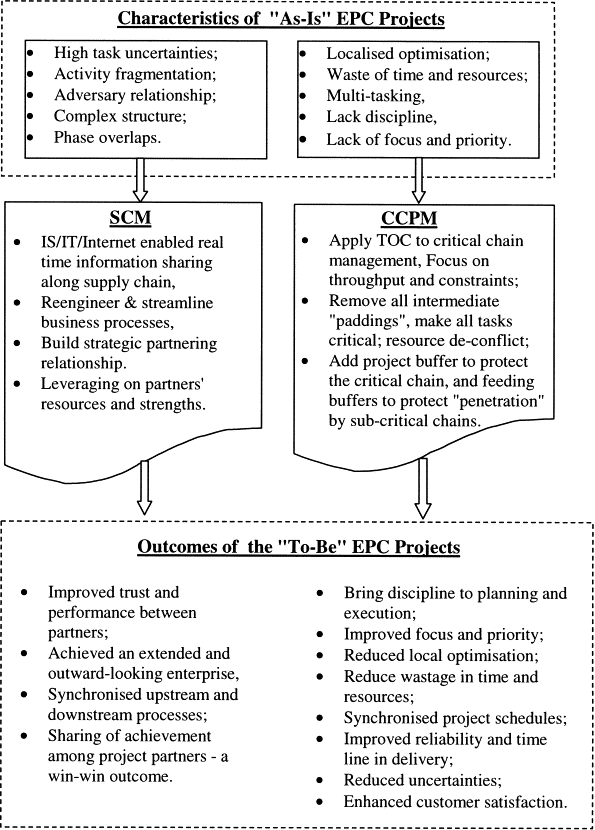 Characteristics of "As-Is" EPC Projects
• High task uncertainties;
• Activity fragmentation;
• Adversary relationship;
• Complex structure;
• Phase overlaps.
• Localised optimisation;
• Waste of time and resources;
• Multi-tasking,
• Lack discipline,
• Lack of focus and priority.
SCM
• IS/IT/Internet enabled real
time information sharing
along supply chain,
• Reengineer & streamline
business processes,
• Build strategic partnering
relationship.
• Leveraging on partners'
resources and strengths.
CCPM
• Apply TOC to critical chain
management, Focus on
throughput and constraints;
• Remove all intermediate
"paddings", make all tasks
critical; resource de-conflict;
• Add project buffer to protect
the critical chain, and feeding
buffers to protect "penetration"
by sub-critical chains.
Outcomes of the "To-Be" EPC Projects
• Improved trust and
performance between
partners;
• Achieved an extended and
outward-looking enterprise,
• Synchronised upstream and
downstream processes;
• Sharing of achievement
among project partners - a
win-win outcome.
• Bring discipline to planning and
execution;
• Improved focus and priority;
• Reduced local optimisation;
• Reduce wastage in time and
resources;
• Synchronised project schedules;
• Improved reliability and time
line in delivery;
• Reduced uncertainties;
• Enhanced customer satisfaction.